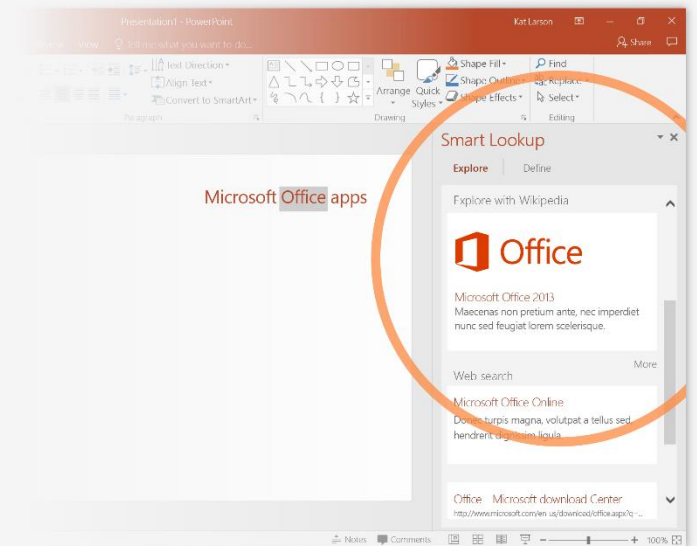 Presentation1 - PowerPoint
Kat Larson
View
Tell me what you want to do...
Share
Text Direction
Align Text
Convert to SmartArt
Paragraph
Arrange
Quick Styles
Drawing
Shape Fill
Shape Outline
Shape Effects
Find
Replace
Select
Editing
Microsoft Office apps
Smart Lookup
Explore
Define
Explore with Wikipedia
Office
Microsoft Office 2013
Maecenas non pretium ante, nec imperdiet
nunc sed feugiat lorem scelerisque.
More
Web search
Microsoft Office Online
Donec turpis magna, volutpat a tellus sed,
hendrerit dignissim ligula.
Office Microsoft download Center
http://www.microsoft.com/en us/download/office.aspx?q -...
Notes
Comments
100%